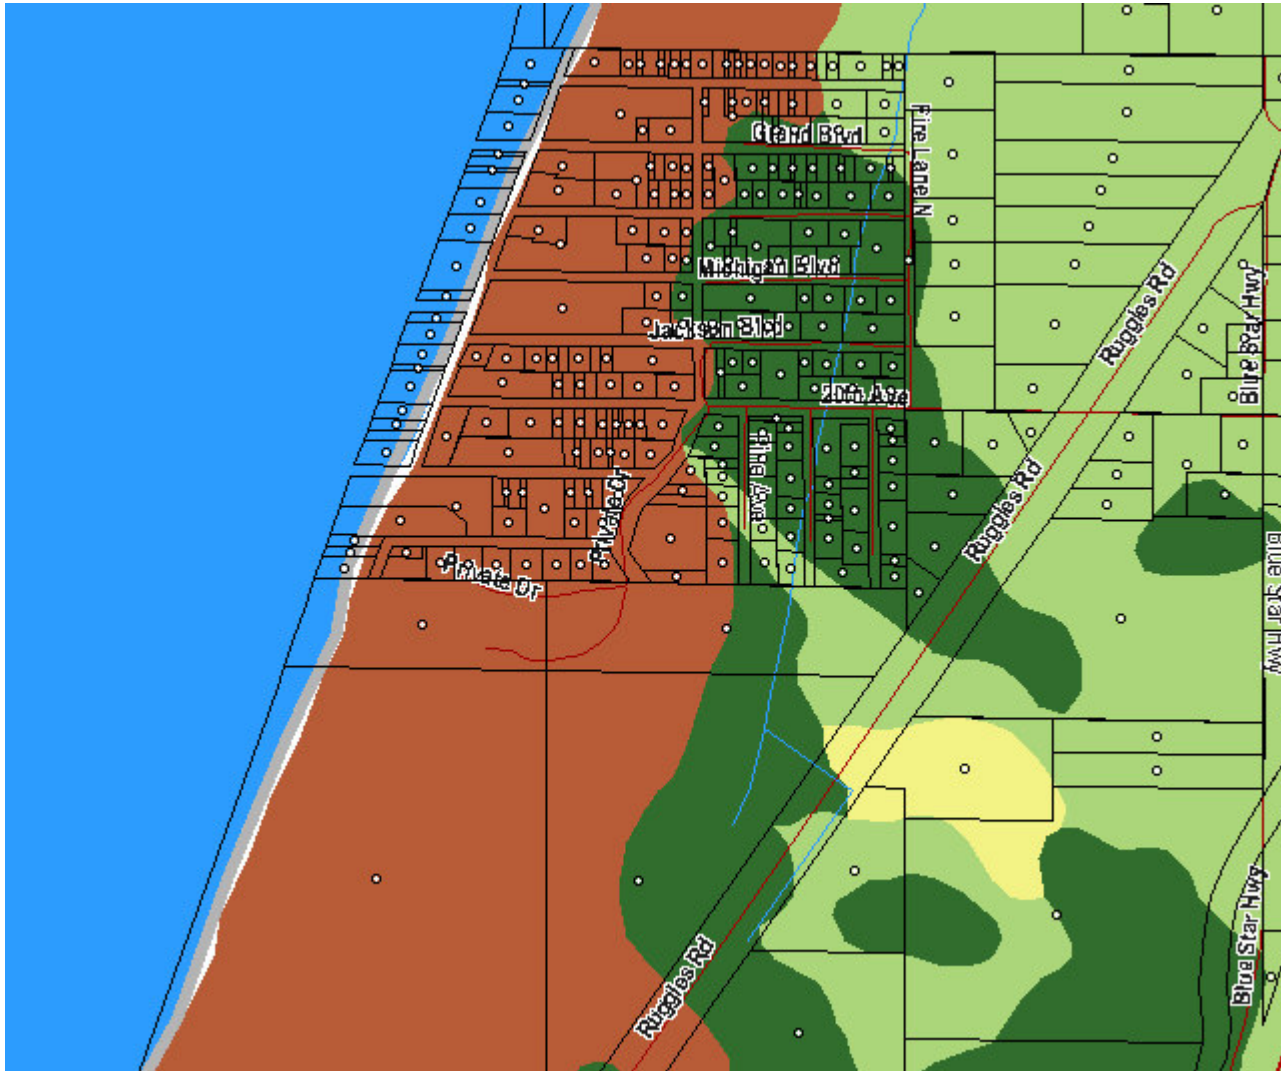 Grand Blvd
Fire Lane N
Michigan Blvd
Ruggles Rd
Blue Star Hwy
Jackson Blvd
20th Ave
Pine Ave
Ruggles Rd
Private Dr
Private Dr
Blue Star Hwy
Blue Star Hwy
Ruggles Rd